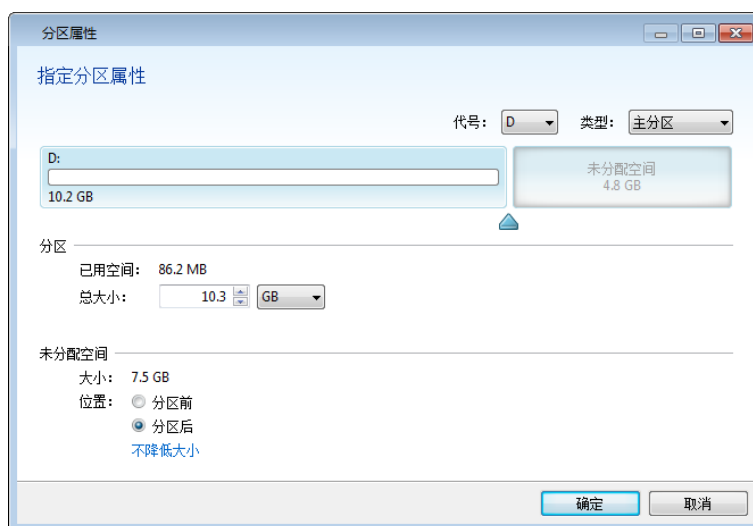 分区属性
指定分区属性
代号： D 类型： 主分区
D:
10.2 GB
未分配空间
4.8 GB
分区
已用空间： 86.2 MB
总大小： 10.3 GB
未分配空间
大小： 7.5 GB
位置： 分区前
分区后
不降低大小
确定 取消